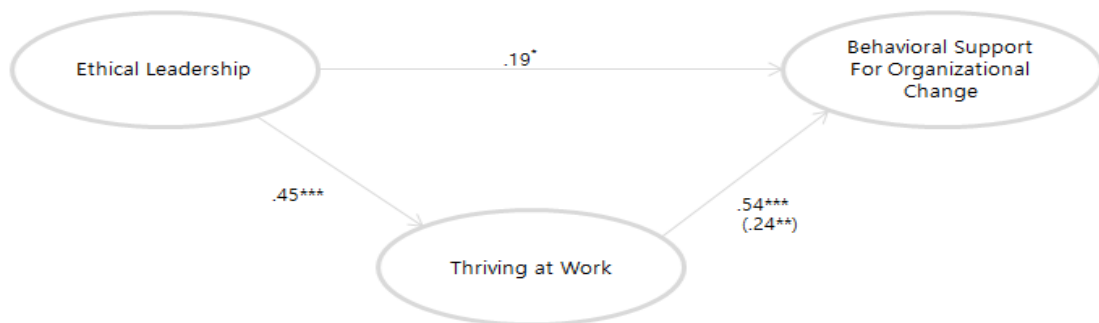 Ethical Leadership
.19*
Behavioral Support
For Organizational
Change
.45***
.54***
(.24**)
Thriving at Work